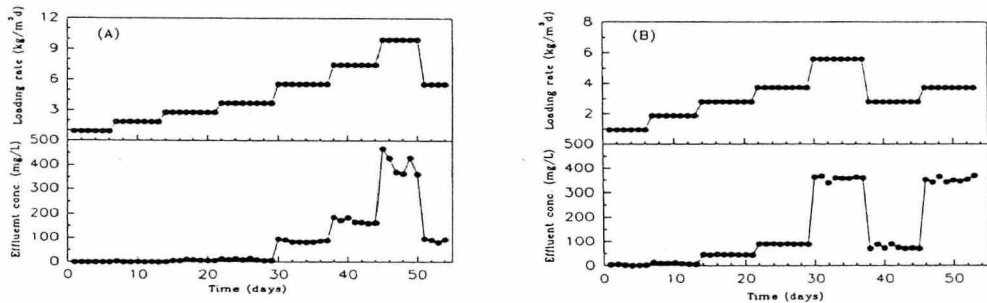 (A)
Loading rate (kg/m³d)
12
9
6
3
Effluent conc. (mg/L)
500
400
300
200
100
0
0 10 20 30 40 50
Time (days)
(B)
Loading rate (kg/m³d)
8
6
4
2
Effluent conc. (mg/L)
500
400
300
200
100
0
0 10 20 30 40 50
Time (days)